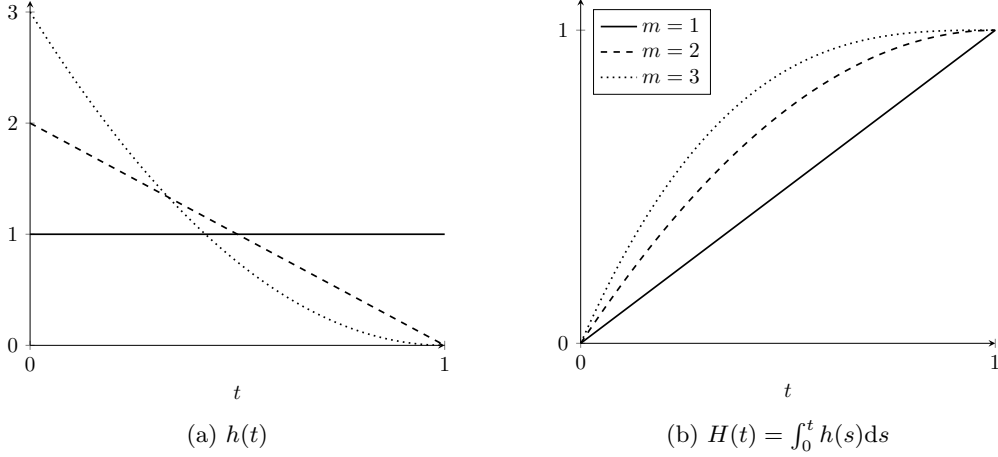 3
2
1
0
0
1
t
(a) h(t)
m = 1
m = 2
m = 3
1
0
0
1
t
(b) H(t) = ∫₀ᵗ h(s)ds